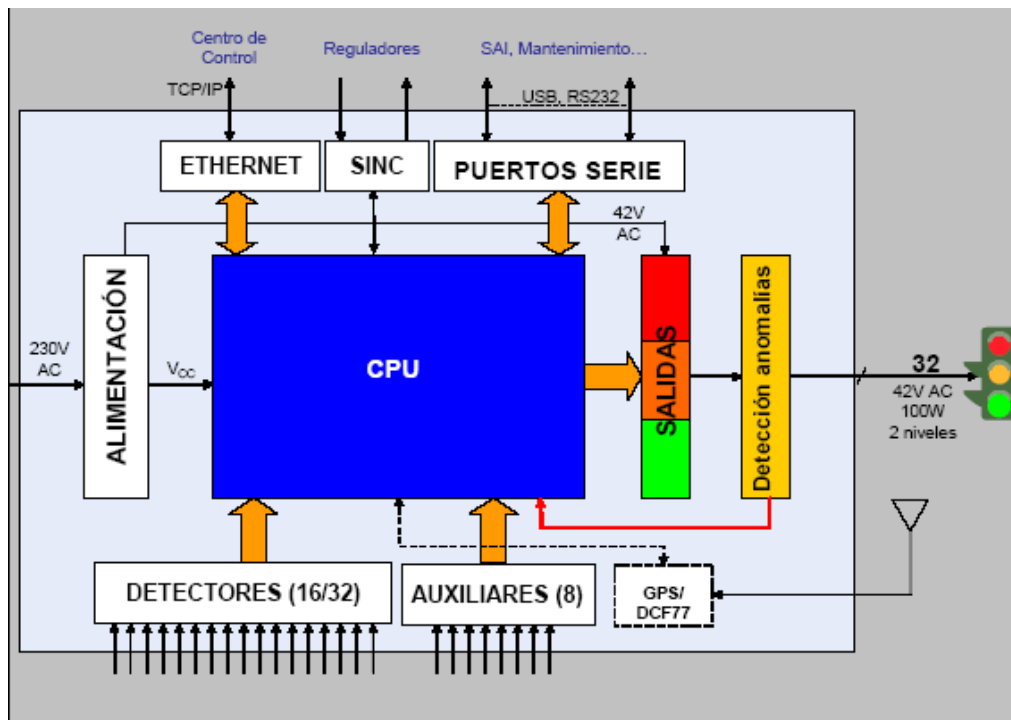 Centro de
Control
Reguladores
SAI, Mantenimiento...
TCP/IP
USB, RS232
ETHERNET
SINC
PUERTOS SERIE
42V
AC
ALIMENTACIÓN
230V
AC
Vcc
CPU
SALIDAS
Detección anomalías
32
42V AC
100W
2 niveles
DETECTORES (16/32)
AUXILIARES (8)
GPS/
DCF77